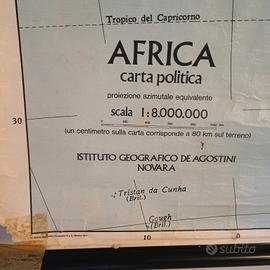 Tropico del Capricorno
AFRICA
carta politica
proiezione azimutale equivalente
scala 1:8.000.000
(un centimetro sulla carta corrisponde a 80 km sul terreno)
30
ISTITUTO GEOGRAFICO DE AGOSTINI
NOVARA
Tristan da Cunha
(Brit.)
Gough
(Brit.)
10
0
subito